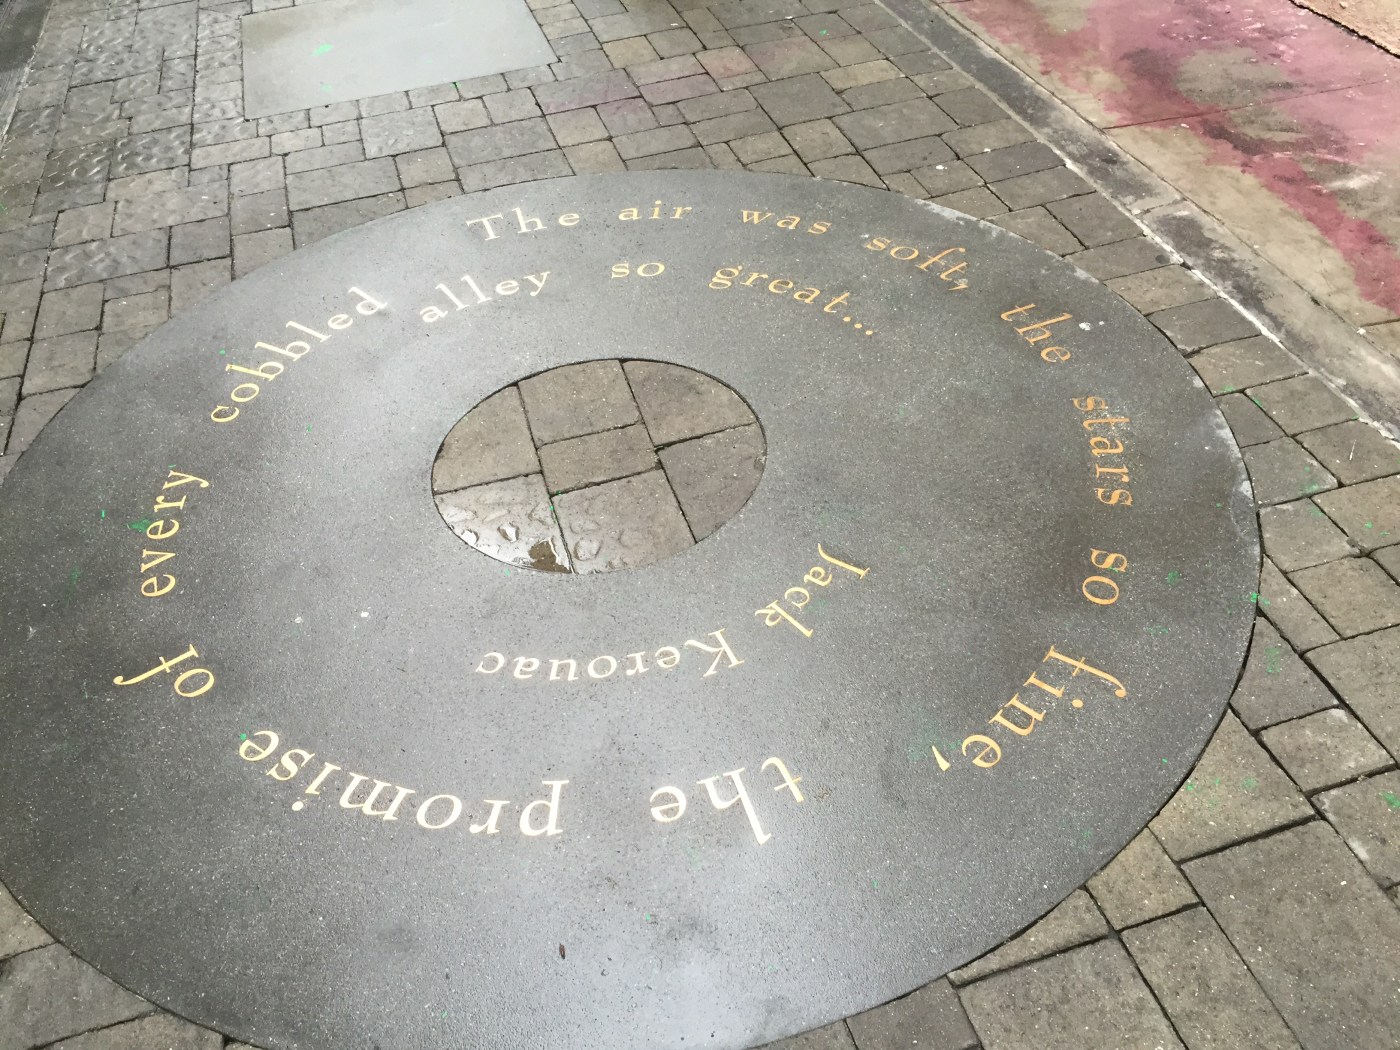 The air was soft, the stars so fine, the promise of every cobbled alley so great...
Jack Kerouac